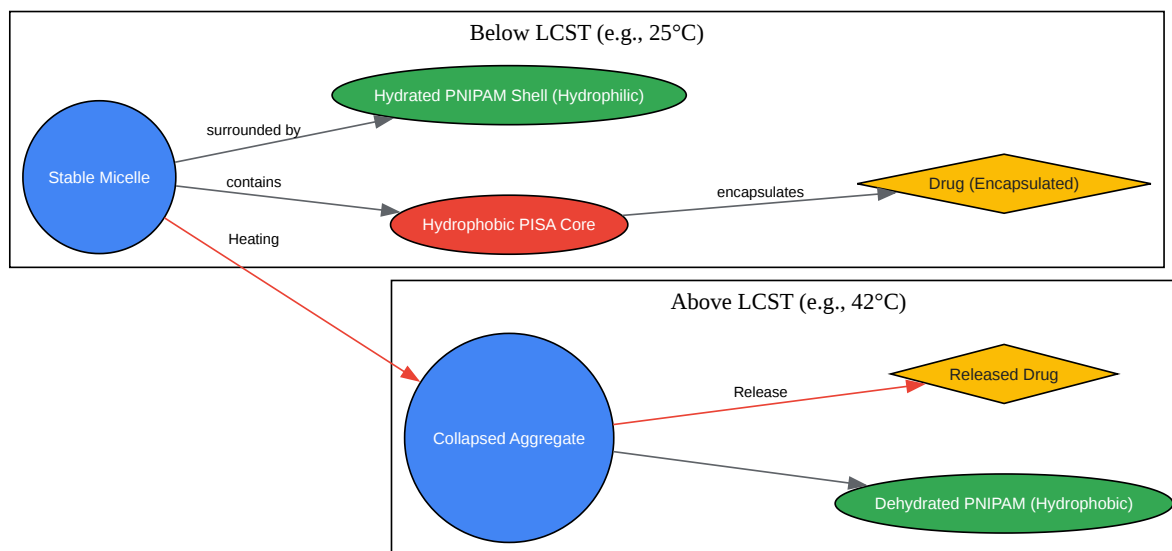 Below LCST (e.g., 25°C)
Hydrated PNIPAM Shell (Hydrophilic)
surrounded by
Stable Micelle
contains
Drug (Encapsulated)
encapsulates
Hydrophobic PISA Core
Heating
Above LCST (e.g., 42°C)
Released Drug
Release
Collapsed Aggregate
Dehydrated PNIPAM (Hydrophobic)